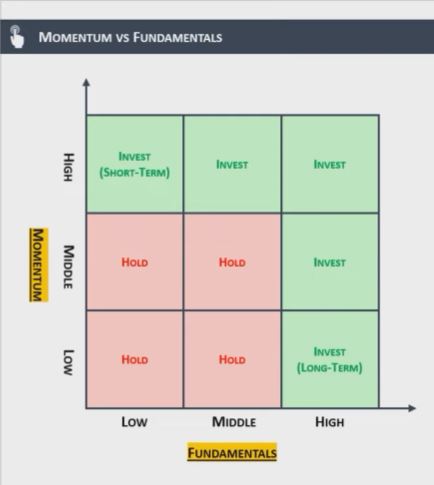 Momentum vs Fundamentals
High
Invest
(Short-Term)
Invest
Invest
Momentum
Middle
Hold
Hold
Invest
Low
Hold
Hold
Invest
(Long-Term)
Low Middle High
Fundamentals